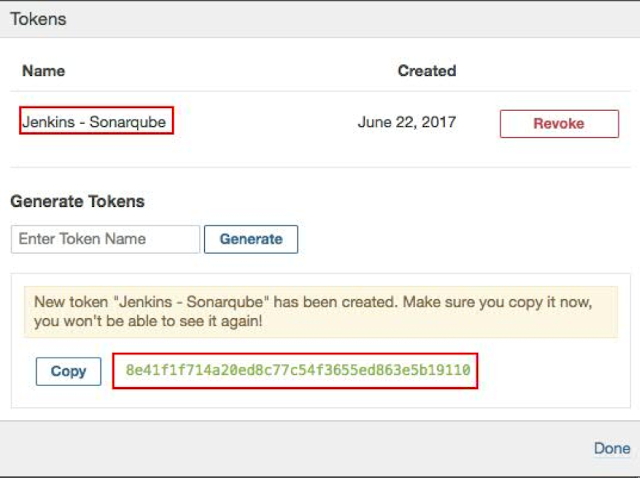 Tokens
Name Created
Jenkins - Sonarqube June 22, 2017 Revoke
Generate Tokens
Enter Token Name Generate
New token "Jenkins - Sonarqube" has been created. Make sure you copy it now,
you won't be able to see it again!
Copy 8e41f1f714a20ed8c77c54f3655ed863e5b19110
Done